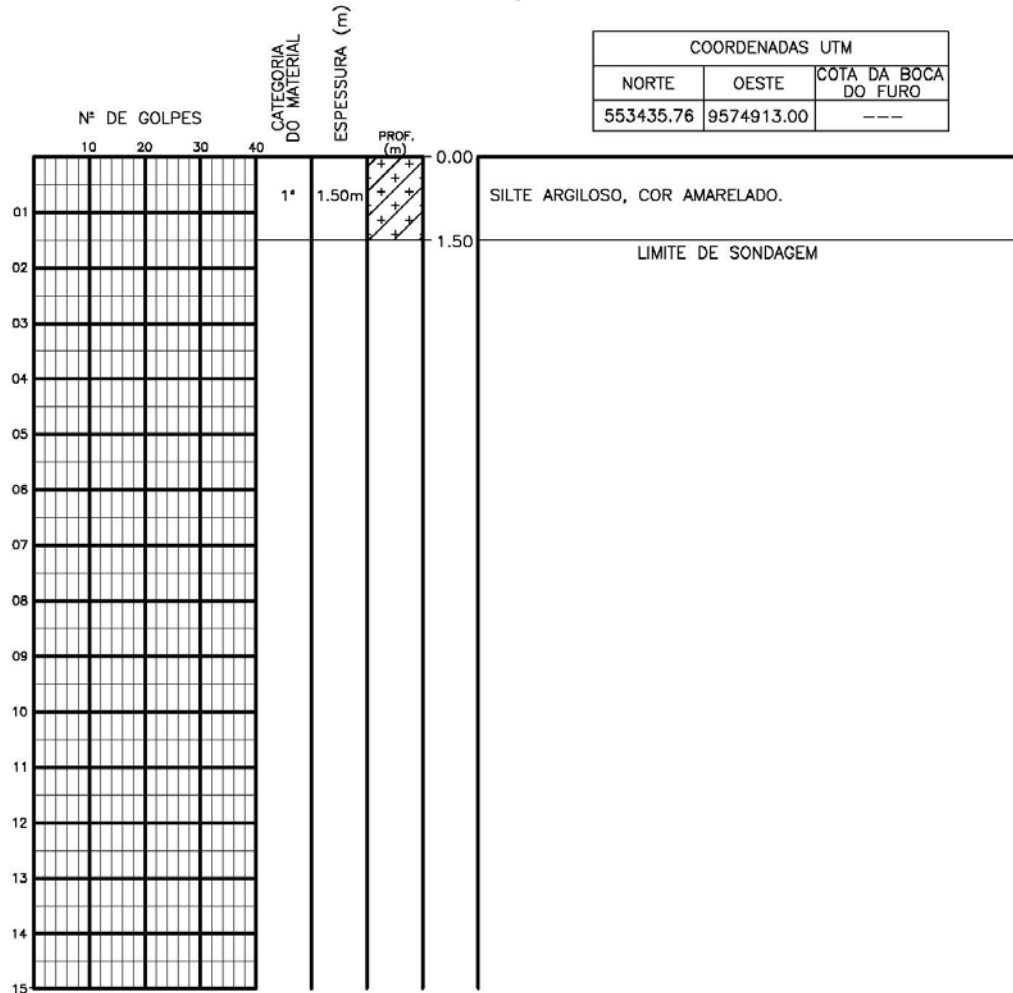 COORDENADAS UTM
NORTE OESTE COTA DA BOCA DO FURO
553435.76 9574913.00 ---
Nº DE GOLPES
CATEGORIA DO MATERIAL
ESPESSURA (m)
PROF. (m)
10 20 30 40
0.00
1ª 1.50m SILTE ARGILOSO, COR AMARELADO.
01
1.50
LIMITE DE SONDAGEM
02
03
04
05
06
07
08
09
10
11
12
13
14
15